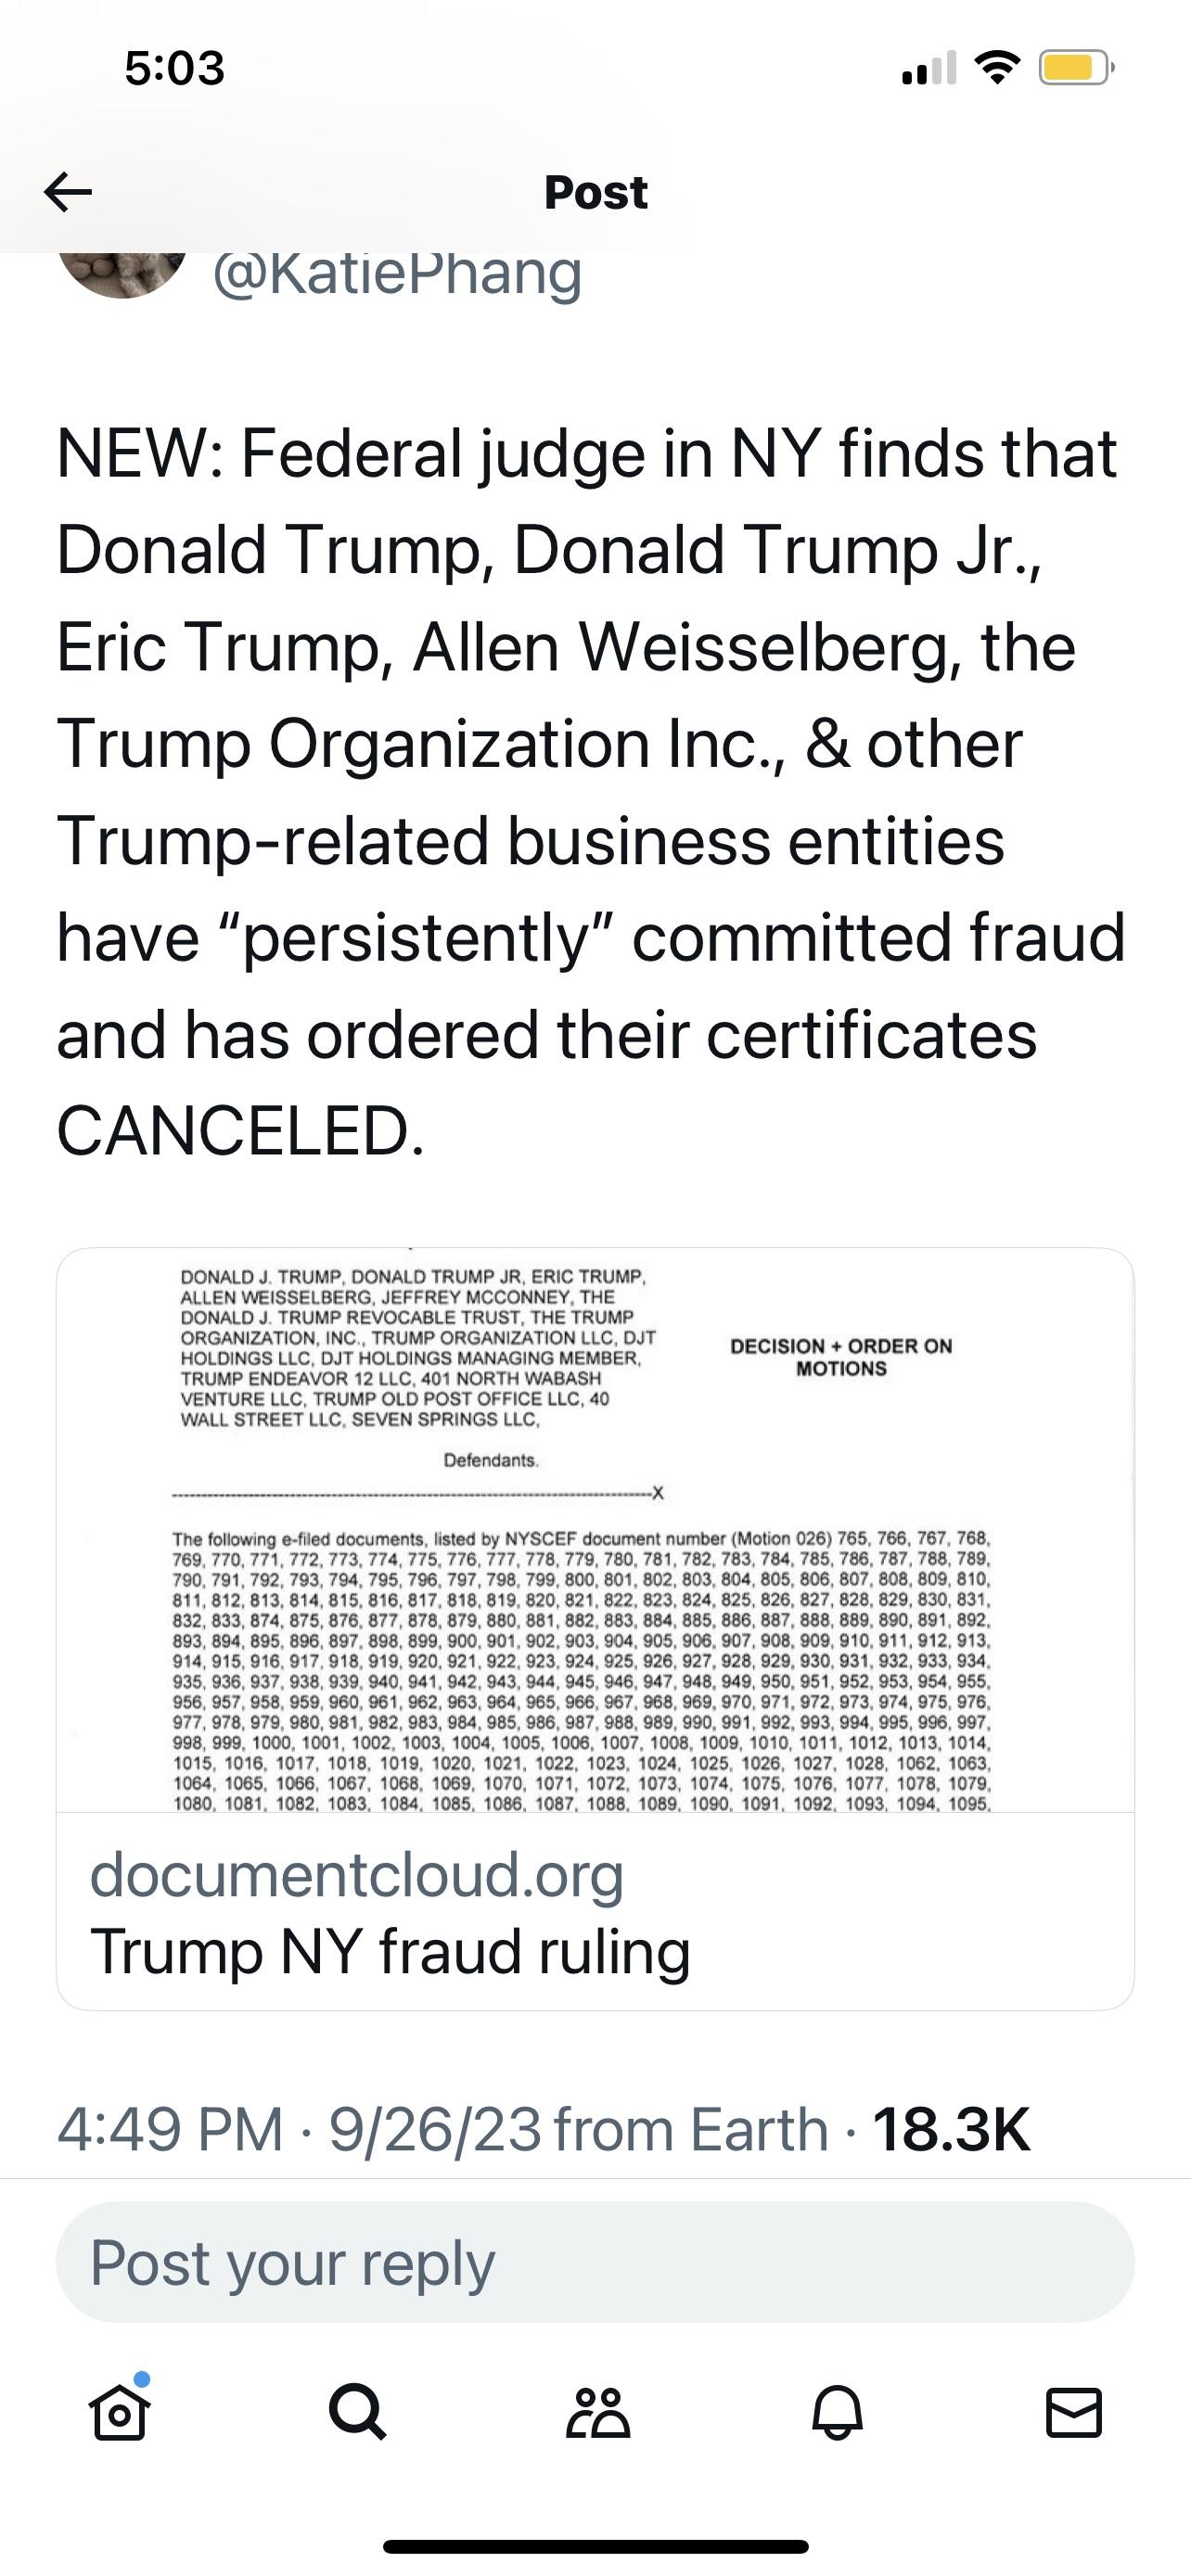 5:03
Post
@KatiePhang
NEW: Federal judge in NY finds that
Donald Trump, Donald Trump Jr.,
Eric Trump, Allen Weisselberg, the
Trump Organization Inc., & other
Trump-related business entities
have “persistently” committed fraud
and has ordered their certificates
CANCELED.
DONALD J. TRUMP, DONALD TRUMP JR, ERIC TRUMP,
ALLEN WEISSELBERG, JEFFREY MCCONNEY, THE
DONALD J. TRUMP REVOCABLE TRUST, THE TRUMP
ORGANIZATION, INC., TRUMP ORGANIZATION LLC, DJT
HOLDINGS LLC, DJT HOLDINGS MANAGING MEMBER,
TRUMP ENDEAVOR 12 LLC, 401 NORTH WABASH
VENTURE LLC, TRUMP OLD POST OFFICE LLC, 40
WALL STREET LLC, SEVEN SPRINGS LLC,
DECISION + ORDER ON
MOTIONS
Defendants.
---------------------------------------------------------------------------------X
The following e-filed documents, listed by NYSCEF document number (Motion 026) 765, 766, 767, 768,
769, 770, 771, 772, 773, 774, 775, 776, 777, 778, 779, 780, 781, 782, 783, 784, 785, 786, 787, 788, 789,
790, 791, 792, 793, 794, 795, 796, 797, 798, 799, 800, 801, 802, 803, 804, 805, 806, 807, 808, 809, 810,
811, 812, 813, 814, 815, 816, 817, 818, 819, 820, 821, 822, 823, 824, 825, 826, 827, 828, 829, 830, 831,
832, 833, 874, 875, 876, 877, 878, 879, 880, 881, 882, 883, 884, 885, 886, 887, 888, 889, 890, 891, 892,
893, 894, 895, 896, 897, 898, 899, 900, 901, 902, 903, 904, 905, 906, 907, 908, 909, 910, 911, 912, 913,
914, 915, 916, 917, 918, 919, 920, 921, 922, 923, 924, 925, 926, 927, 928, 929, 930, 931, 932, 933, 934,
935, 936, 937, 938, 939, 940, 941, 942, 943, 944, 945, 946, 947, 948, 949, 950, 951, 952, 953, 954, 955,
956, 957, 958, 959, 960, 961, 962, 963, 964, 965, 966, 967, 968, 969, 970, 971, 972, 973, 974, 975, 976,
977, 978, 979, 980, 981, 982, 983, 984, 985, 986, 987, 988, 989, 990, 991, 992, 993, 994, 995, 996, 997,
998, 999, 1000, 1001, 1002, 1003, 1004, 1005, 1006, 1007, 1008, 1009, 1010, 1011, 1012, 1013, 1014,
1015, 1016, 1017, 1018, 1019, 1020, 1021, 1022, 1023, 1024, 1025, 1026, 1027, 1028, 1062, 1063,
1064, 1065, 1066, 1067, 1068, 1069, 1070, 1071, 1072, 1073, 1074, 1075, 1076, 1077, 1078, 1079,
1080, 1081, 1082, 1083, 1084, 1085, 1086, 1087, 1088, 1089, 1090, 1091, 1092, 1093, 1094, 1095,
documentcloud.org
Trump NY fraud ruling
4:49 PM · 9/26/23 from Earth · 18.3K
Post your reply